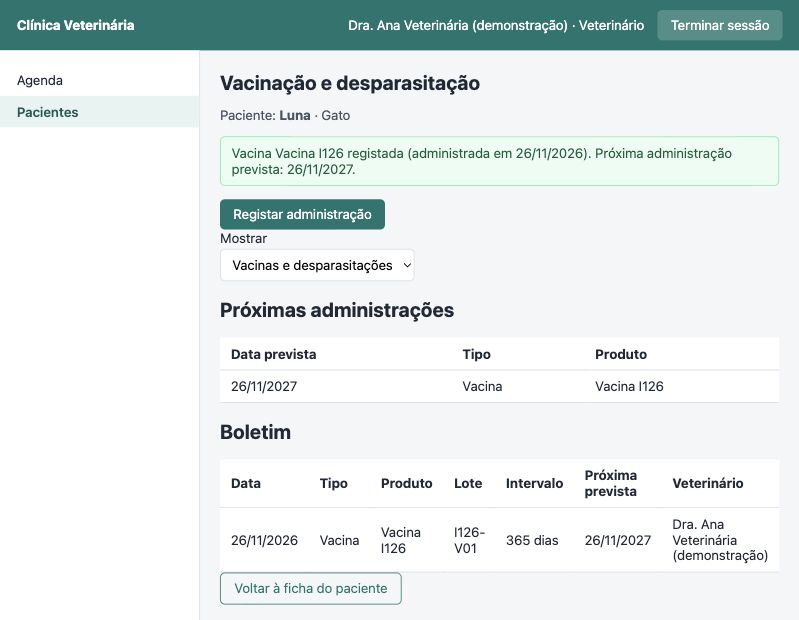 Clínica Veterinária
Dra. Ana Veterinária (demonstração) · Veterinário
Terminar sessão
Agenda
Pacientes
Vacinação e desparasitação
Paciente: Luna · Gato
Vacina Vacina I126 registada (administrada em 26/11/2026). Próxima administração
prevista: 26/11/2027.
Registar administração
Mostrar
Vacinas e desparasitações
Próximas administrações
Data prevista Tipo Produto
26/11/2027 Vacina Vacina I126
Boletim
Data Tipo Produto Lote Intervalo Próxima prevista Veterinário
26/11/2026 Vacina Vacina I126 I126-V01 365 dias 26/11/2027 Dra. Ana Veterinária (demonstração)
Voltar à ficha do paciente